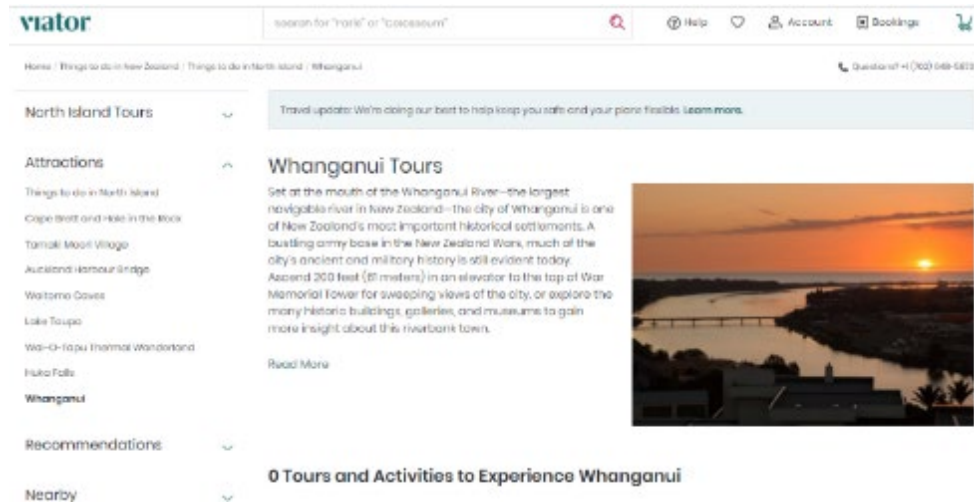 viator
search for "Paris" or "Colosseum"
Help
Account
Bookings
Home / Things to do in New Zealand / Things to do in North Island / Whanganui
Questions? +1 (702)
North Island Tours
Travel update: We're doing our best to help keep you safe and your plans flexible. Learn more.
Attractions
Things to do in North Island
Cape Brett and Hole in the Rock
Tamaki Maori Village
Auckland Harbour Bridge
Waitomo Caves
Lake Taupo
Wai-O-Tapu Thermal Wonderland
Huka Falls
Whanganui
Recommendations
Nearby
Whanganui Tours
Set at the mouth of the Whanganui River—the largest
navigable river in New Zealand—the city of Whanganui is one
of New Zealand's most important historical settlements. A
bustling army base in the New Zealand Wars, much of the
city's ancient and military history is still evident today.
Ascend 200 feet (61 meters) in an elevator to the top of War
Memorial Tower for sweeping views of the city, or explore the
many historic buildings, galleries, and museums to gain
more insight about this riverbank town.
Read More
0 Tours and Activities to Experience Whanganui